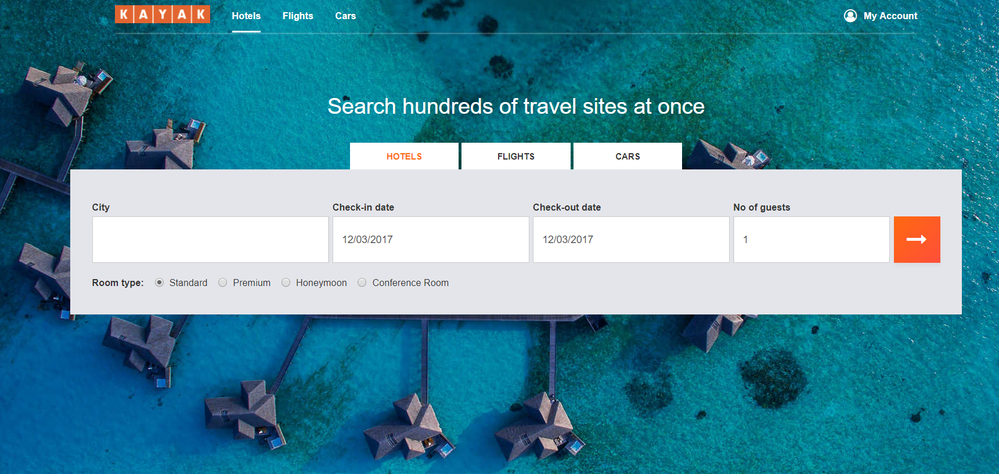 KAYAK Hotels Flights Cars My Account
Search hundreds of travel sites at once
HOTELS FLIGHTS CARS
City Check-in date Check-out date No of guests
12/03/2017 12/03/2017 1
Room type: Standard Premium Honeymoon Conference Room